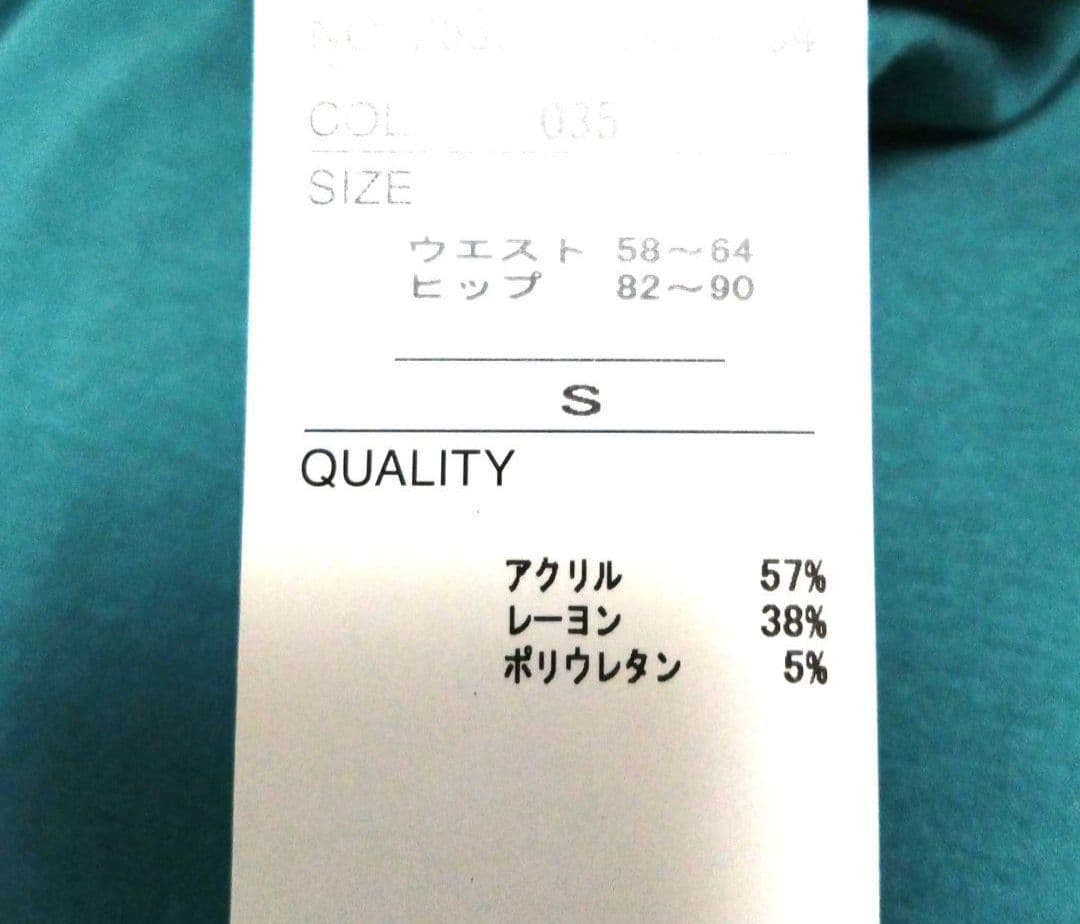 COL. 035
SIZE
ウエスト 58〜64
ヒップ 82〜90
S
QUALITY
アクリル 57%
レーヨン 38%
ポリウレタン 5%